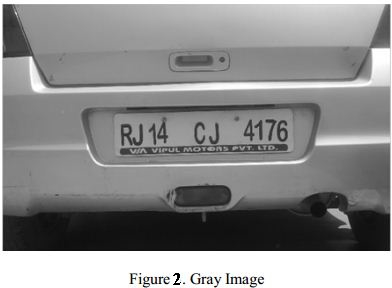 RJ14 CJ 4176
V/A VIPUL MOTORS PVT. LTD.
Figure 2. Gray Image